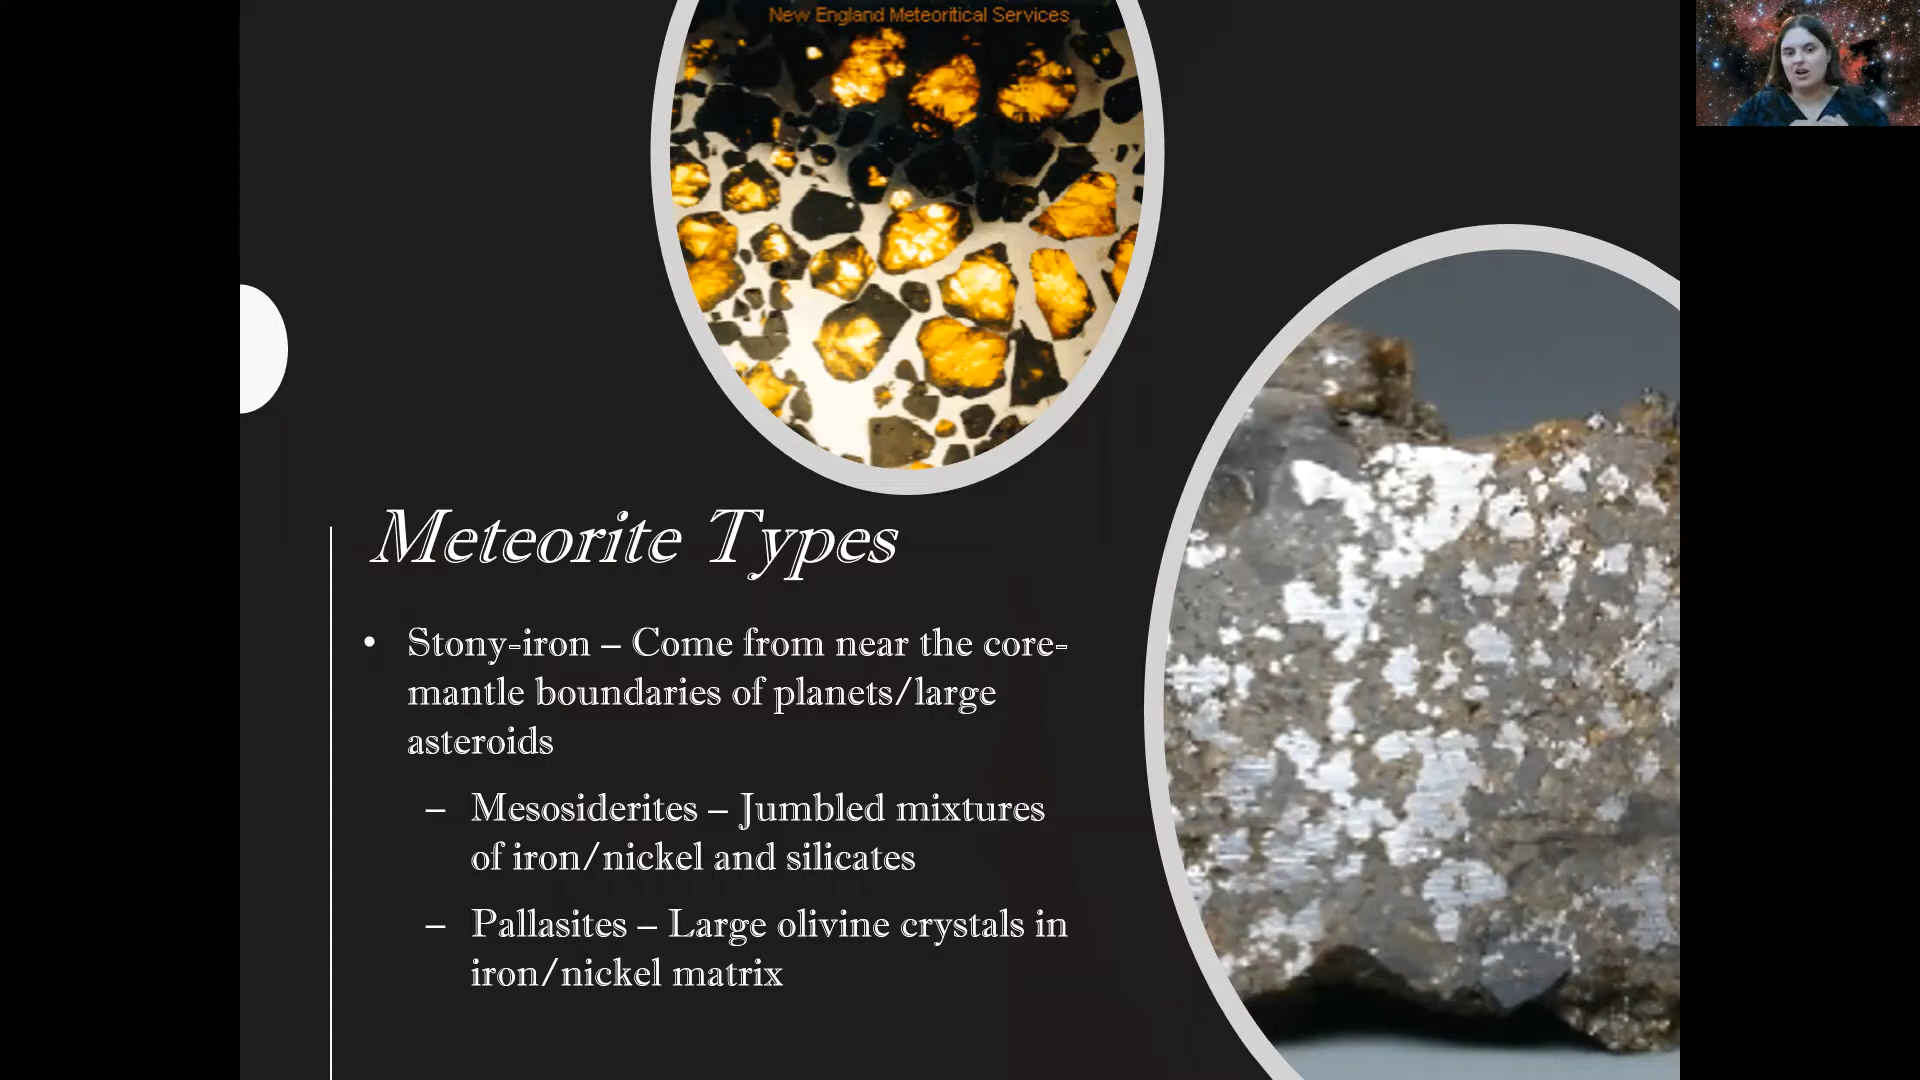 New England Meteoritical Services
Meteorite Types
• Stony-iron – Come from near the core-
mantle boundaries of planets/large
asteroids
– Mesosiderites – Jumbled mixtures
of iron/nickel and silicates
– Pallasites – Large olivine crystals in
iron/nickel matrix